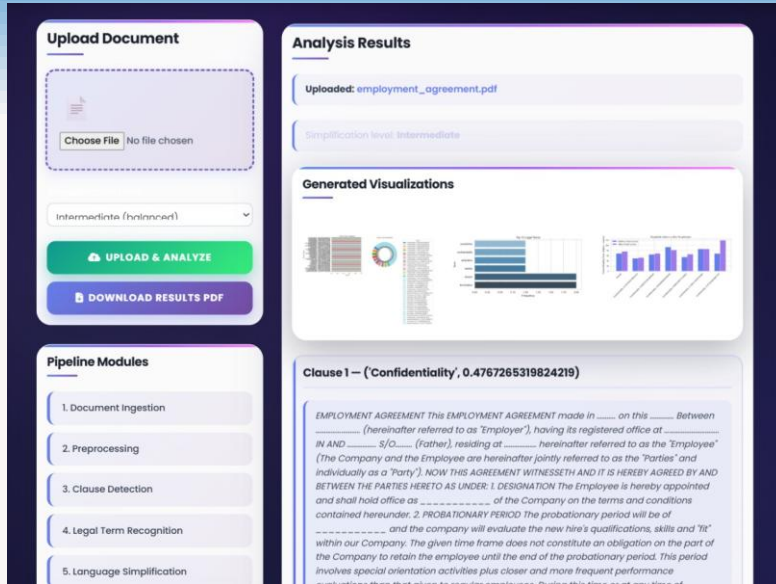 Upload Document
Choose File No file chosen
Intermediate (balanced)
UPLOAD & ANALYZE
DOWNLOAD RESULTS PDF
Pipeline Modules
1. Document Ingestion
2. Preprocessing
3. Clause Detection
4. Legal Term Recognition
5. Language Simplification
Analysis Results
Uploaded: employment_agreement.pdf
Simplification level: Intermediate
Generated Visualizations
Clause 1 — ('Confidentiality', 0.4767265319824219)
EMPLOYMENT AGREEMENT This EMPLOYMENT AGREEMENT made in ......... on this ........... Between
..................... (hereinafter referred to as "Employer"), having its registered office at .........................
IN AND ............... S/O........ (Father), residing at ............... hereinafter referred to as the "Employee"
(The Company and the Employee are hereinafter jointly referred to as the "Parties" and
individually as a "Party"). NOW THIS AGREEMENT WITNESSETH AND IT IS HEREBY AGREED BY AND
BETWEEN THE PARTIES HERETO AS UNDER: 1. DESIGNATION The Employee is hereby appointed
and shall hold office as ___________ of the Company on the terms and conditions
contained hereunder. 2. PROBATIONARY PERIOD The probationary period will be of
___________ and the company will evaluate the new hire's qualifications, skills and "fit"
within our Company. The given time frame does not constitute an obligation on the part of
the Company to retain the employee until the end of the probationary period. This period
involves special orientation activities plus closer and more frequent performance